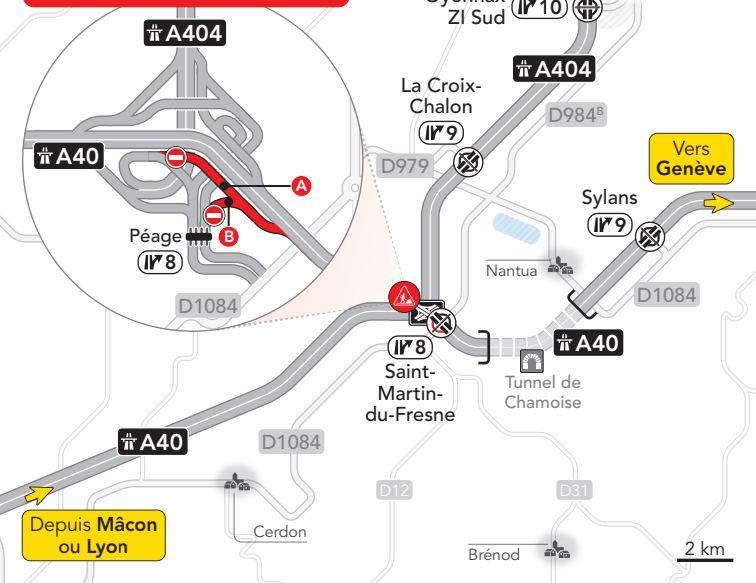 Oyonnax
ZI Sud
10
A404
A404
La Croix-
Chalon
9
D984B
D979
Vers
Genève
A40
A
B
Sylans
9
Péage
8
Nantua
D1084
D1084
A40
8
Saint-
Martin-
du-Fresne
Tunnel de
Chamoise
A40
D1084
D12
D31
Depuis Mâcon
ou Lyon
Cerdon
Brénod
2 km